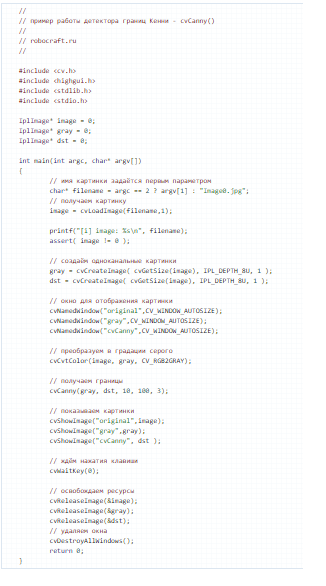 //
// пример работы детектора границ Кенни - cvCanny()
//
// robocraft.ru
//
#include <cv.h>
#include <highgui.h>
#include <stdlib.h>
#include <stdio.h>
IplImage* image = 0;
IplImage* gray = 0;
IplImage* dst = 0;
int main(int argc, char* argv[])
{
// имя картинки задаётся первым параметром
char* filename = argc == 2 ? argv[1] : "Image0.jpg";
// получаем картинку
image = cvLoadImage(filename,1);
printf("[i] image: %s\n", filename);
assert( image != 0 );
// создаём одноканальные картинки
gray = cvCreateImage( cvGetSize(image), IPL_DEPTH_8U, 1 );
dst = cvCreateImage( cvGetSize(image), IPL_DEPTH_8U, 1 );
// окно для отображения картинки
cvNamedWindow("original",CV_WINDOW_AUTOSIZE);
cvNamedWindow("gray",CV_WINDOW_AUTOSIZE);
cvNamedWindow("cvCanny",CV_WINDOW_AUTOSIZE);
// преобразуем в градации серого
cvCvtColor(image, gray, CV_RGB2GRAY);
// получаем границы
cvCanny(gray, dst, 10, 100, 3);
// показываем картинки
cvShowImage("original",image);
cvShowImage("gray",gray);
cvShowImage("cvCanny", dst );
// ждём нажатия клавиши
cvWaitKey(0);
// освобождаем ресурсы
cvReleaseImage(&image);
cvReleaseImage(&gray);
cvReleaseImage(&dst);
// удаляем окна
cvDestroyAllWindows();
return 0;
}